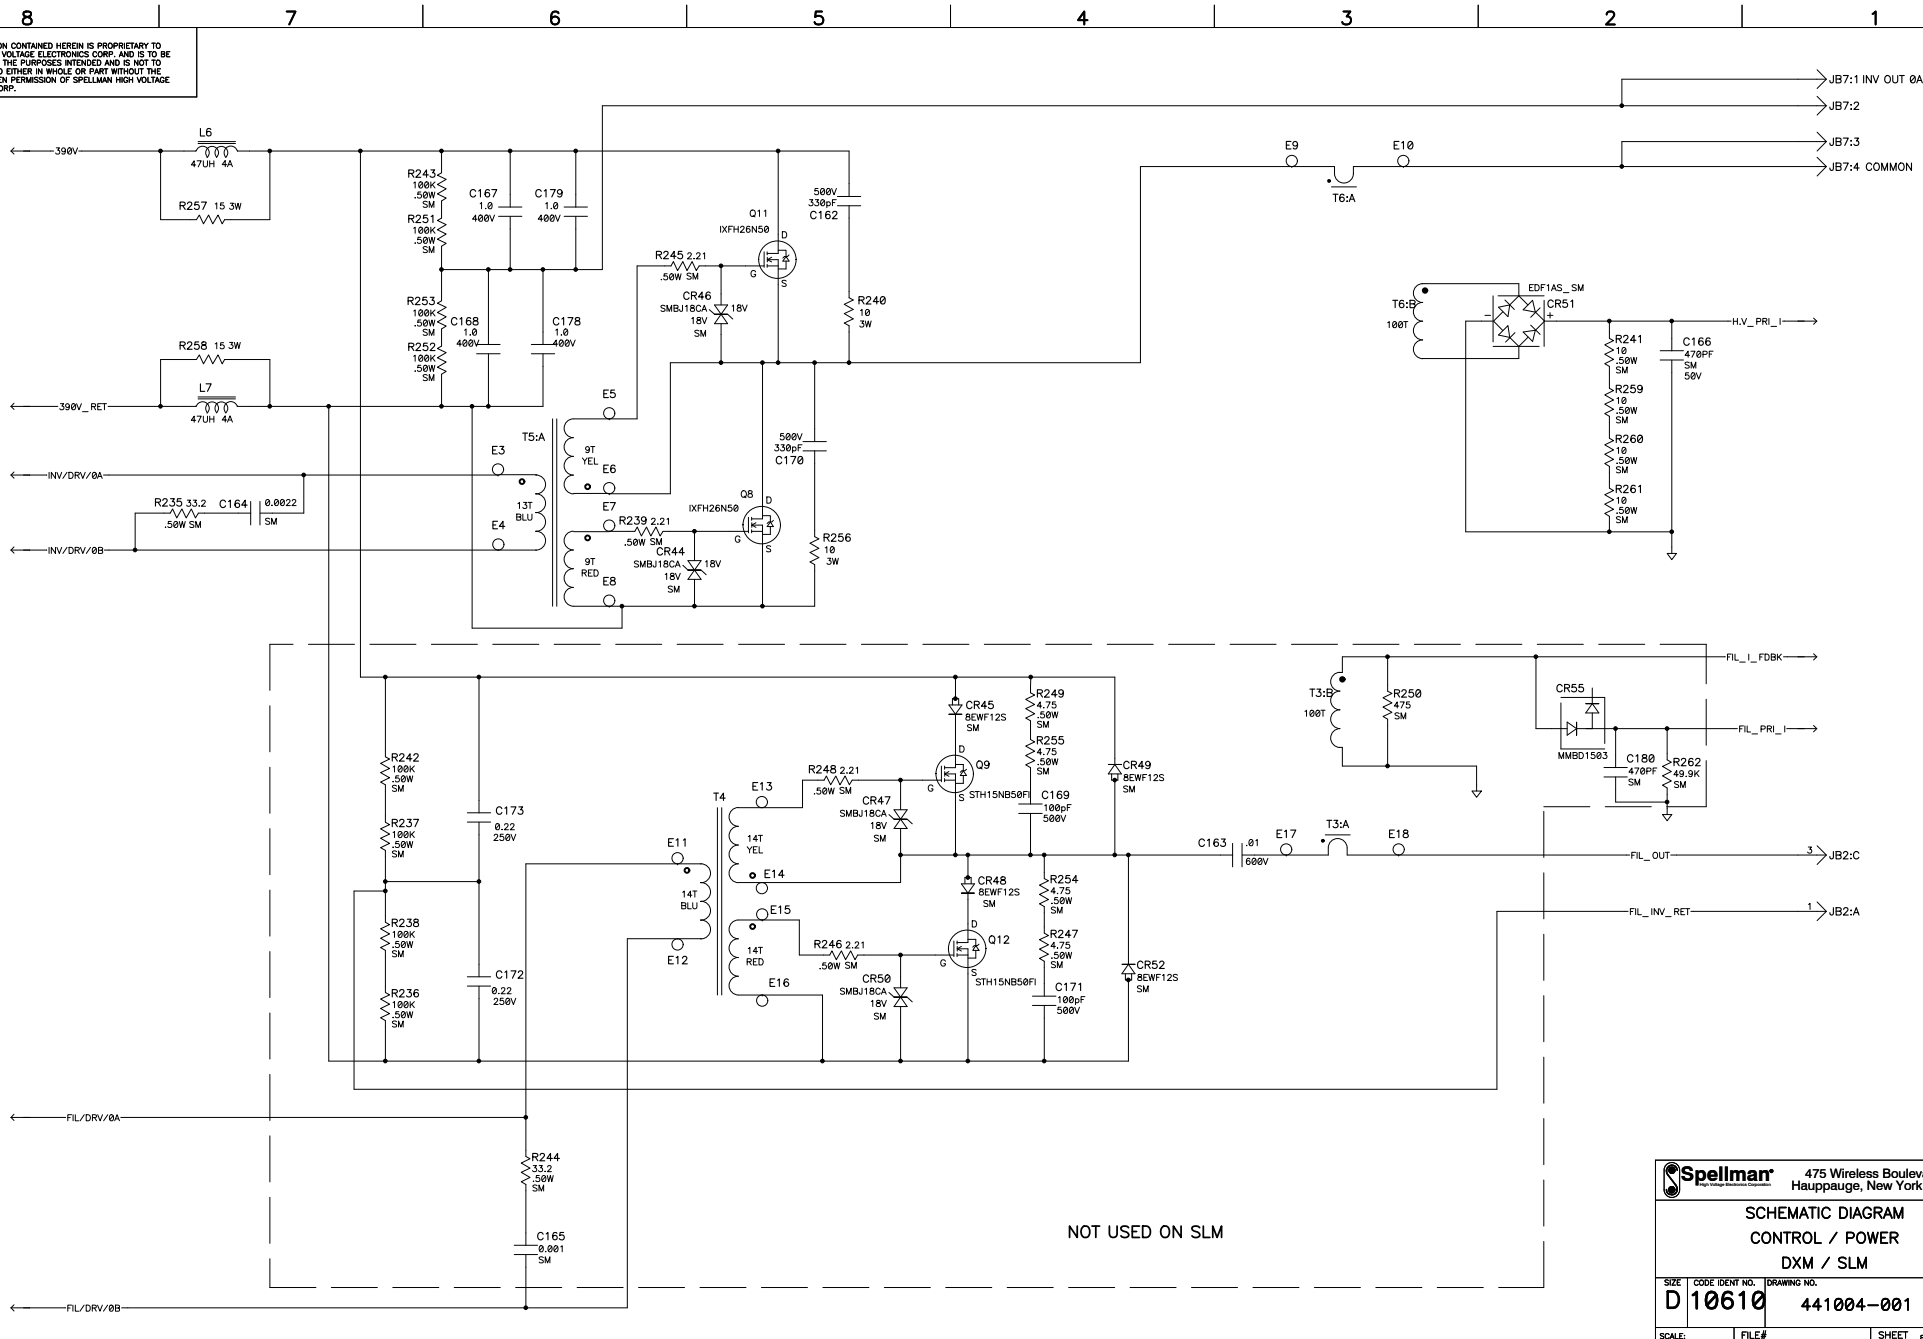 8 7 6 5 4 3 2 1
ON CONTAINED HEREIN IS PROPRIETARY TO
VOLTAGE ELECTRONICS CORP. AND IS TO BE
THE PURPOSES INTENDED AND IS NOT TO
EITHER IN WHOLE OR PART WITHOUT THE
EN PERMISSION OF SPELLMAN HIGH VOLTAGE
ORP.
JB7:1 INV OUT 0A
JB7:2
JB7:3
JB7:4 COMMON
390V
L6
47UH 4A
R257 15 3W
R243
100K
.50W
SM
R251
100K
.50W
SM
C167
1.0
400V
C179
1.0
400V
500V
330pF
C162
Q11
IXFH26N50
D
G
S
R245 2.21
.50W SM
CR46
SMBJ18CA
18V
18V
SM
R240
10
3W
E9
E10
T6:A
R253
100K
.50W
SM
R252
100K
.50W
SM
C168
1.0
400V
C178
1.0
400V
R258 15 3W
L7
47UH 4A
390V_RET
T6:B
100T
EDF1AS_SM
CR51
-
+
H.V_PRI_I
R241
10
.50W
SM
C166
470PF
SM
50V
R259
10
.50W
SM
R260
10
.50W
SM
R261
10
.50W
SM
T5:A
E5
9T
YEL
E6
E3
13T
BLU
E4
E7
9T
RED
E8
INV/DRV/0A
R235 33.2
.50W SM
C164
0.0022
SM
INV/DRV/0B
R239 2.21
.50W SM
CR44
SMBJ18CA
18V
18V
SM
Q8
IXFH26N50
D
G
S
500V
330pF
C170
R256
10
3W
FIL_I_FDBK
T3:B
100T
R250
475
SM
CR55
MMBD1503
FIL_PRI_I
C180
470PF
SM
R262
49.9K
SM
R242
100K
.50W
SM
R237
100K
.50W
SM
C173
0.22
250V
R238
100K
.50W
SM
R236
100K
.50W
SM
C172
0.22
250V
T4
E13
14T
YEL
E14
E11
14T
BLU
E12
E15
14T
RED
E16
R248 2.21
.50W SM
CR47
SMBJ18CA
18V
SM
CR45
8EWF12S
SM
D
Q9
G
S
STH15NB50FI
R249
4.75
.50W
SM
R255
4.75
.50W
SM
C169
100pF
500V
CR49
8EWF12S
SM
CR48
8EWF12S
SM
D
Q12
G
S
STH15NB50FI
R246 2.21
.50W SM
CR50
SMBJ18CA
18V
SM
R254
4.75
.50W
SM
R247
4.75
.50W
SM
C171
100pF
500V
CR52
8EWF12S
SM
C163
.01
600V
E17
T3:A
E18
FIL_OUT
3
JB2:C
FIL_INV_RET
1
JB2:A
FIL/DRV/0A
R244
33.2
.50W
SM
C165
0.001
SM
FIL/DRV/0B
NOT USED ON SLM
Spellman
High Voltage Electronics Corporation
475 Wireless Bouleva
Hauppauge, New York
SCHEMATIC DIAGRAM
CONTROL / POWER
DXM / SLM
SIZE
D
CODE IDENT NO.
10610
DRAWING NO.
441004-001
SCALE:
FILE#
SHEET